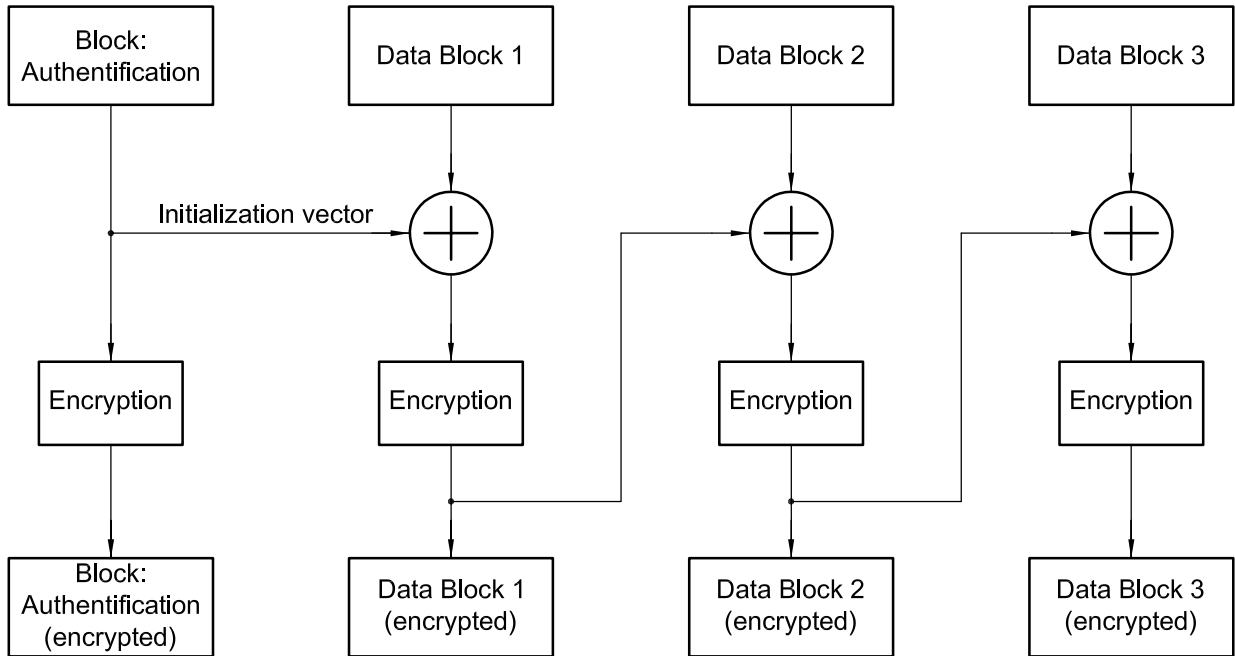 Block:
Authentification
Data Block 1
Data Block 2
Data Block 3
Initialization vector
Encryption
Encryption
Encryption
Encryption
Block:
Authentification
(encrypted)
Data Block 1
(encrypted)
Data Block 2
(encrypted)
Data Block 3
(encrypted)